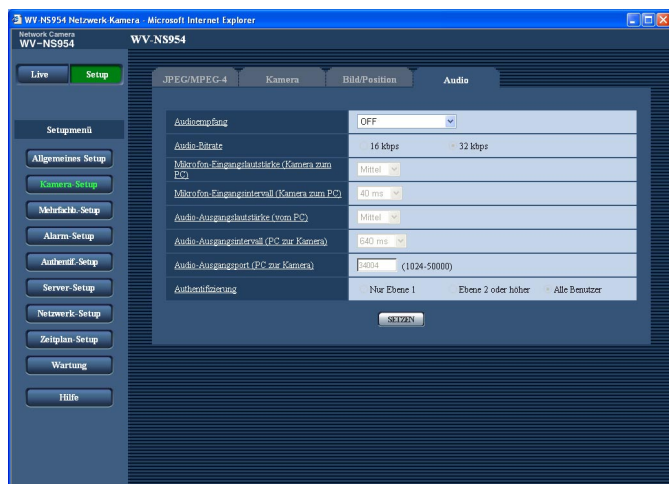 WV-NS954 Netzwerk-Kamera - Microsoft Internet Explorer
Network Camera
WV-NS954
WV-NS954
Live
Setup
Setupmenü
Allgemeines Setup
Kamera-Setup
Mehrfachb.-Setup
Alarm-Setup
Authentif.-Setup
Server-Setup
Netzwerk-Setup
Zeitplan-Setup
Wartung
Hilfe
JPEG/MPEG-4
Kamera
Bild/Position
Audio
Audioempfang
OFF
Audio-Bitrate
16 kbps
32 kbps
Mikrofon-Eingangslautstärke (Kamera zum
PC)
Mittel
Mikrofon-Eingangsintervall (Kamera zum PC)
40 ms
Audio-Ausgangslautstärke (vom PC)
Mittel
Audio-Ausgangsintervall (PC zur Kamera)
640 ms
Audio-Ausgangsport (PC zur Kamera)
34004
(1024-50000)
Authentifizierung
Nur Ebene 1
Ebene 2 oder höher
Alle Benutzer
SETZEN